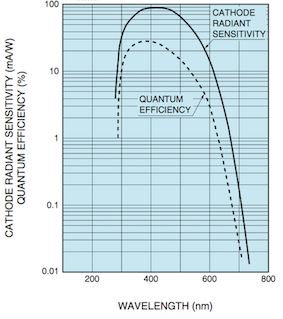 100
CATHODE
RADIANT
SENSITIVITY
10
QUANTUM
EFFICIENCY
1
0.1
0.01
200
400
600
800
WAVELENGTH (nm)
CATHODE RADIANT SENSITIVITY (mA/W)
QUANTUM EFFICIENCY (%)